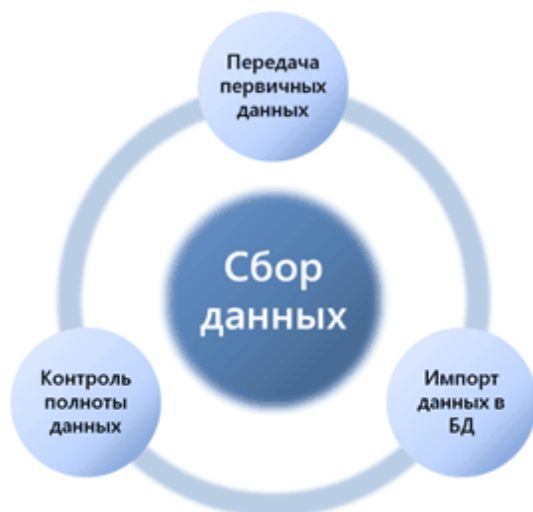 Передача
первичных
данных
Сбор
данных
Контроль
полноты
данных
Импорт
данных в
БД